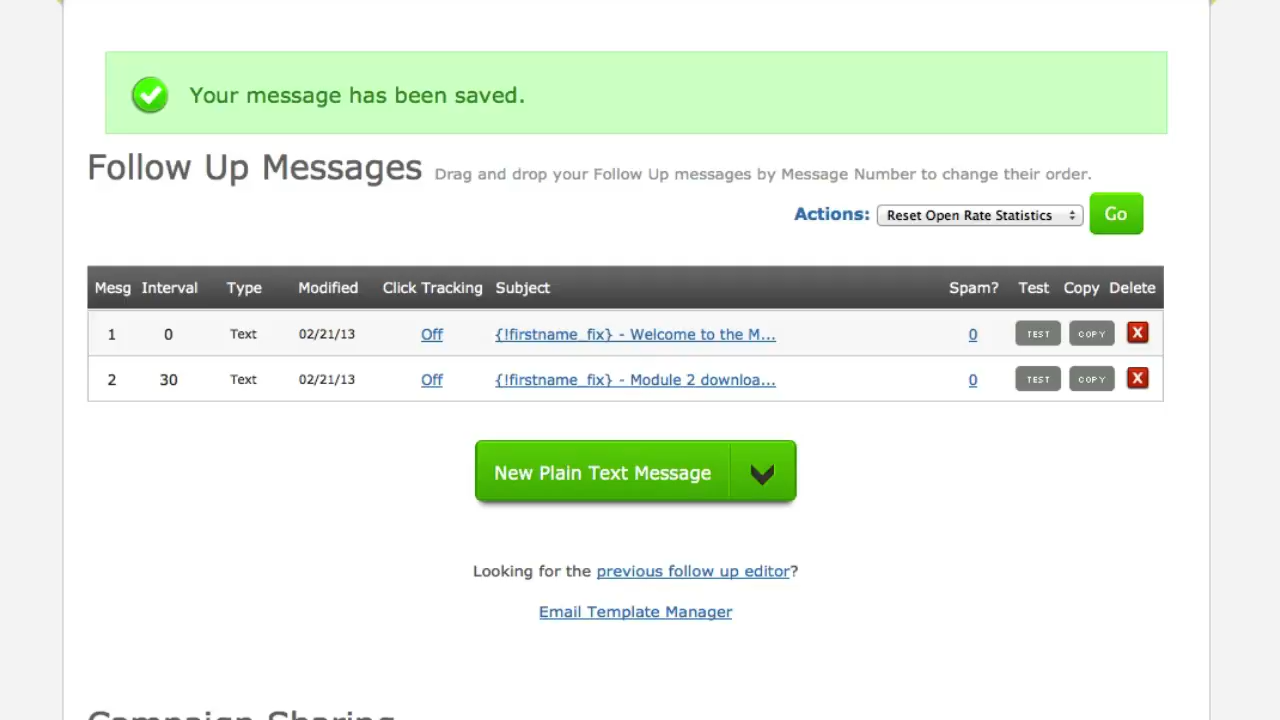 Your message has been saved.
Follow Up Messages Drag and drop your Follow Up messages by Message Number to change their order.
Actions: Reset Open Rate Statistics Go
Mesg Interval Type Modified Click Tracking Subject Spam? Test Copy Delete
1 0 Text 02/21/13 Off {!firstname_fix} - Welcome to the M... 0 TEST COPY X
2 30 Text 02/21/13 Off {!firstname_fix} - Module 2 downloa... 0 TEST COPY X
New Plain Text Message
Looking for the previous follow up editor?
Email Template Manager
Campaign Sharing